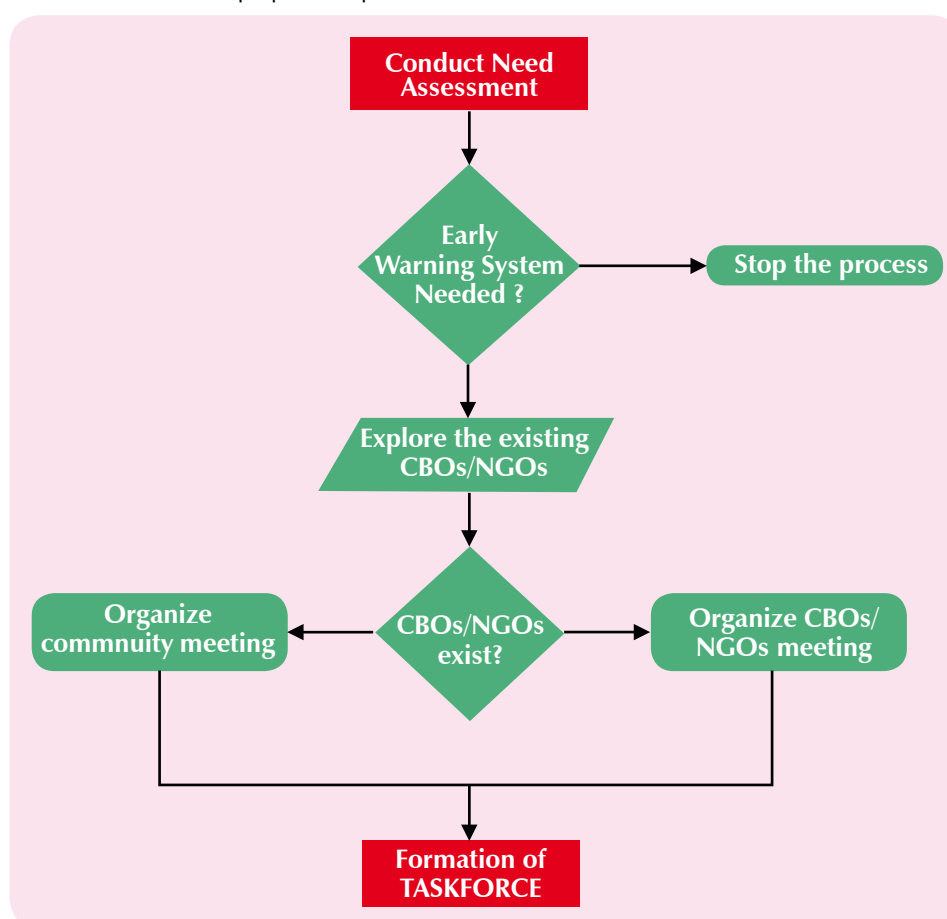 Conduct Need
Assessment
Early
Warning System
Needed ?
Stop the process
Explore the existing
CBOs/NGOs
Organize
commnuity meeting
CBOs/NGOs
exist?
Organize CBOs/
NGOs meeting
Formation of
TASKFORCE